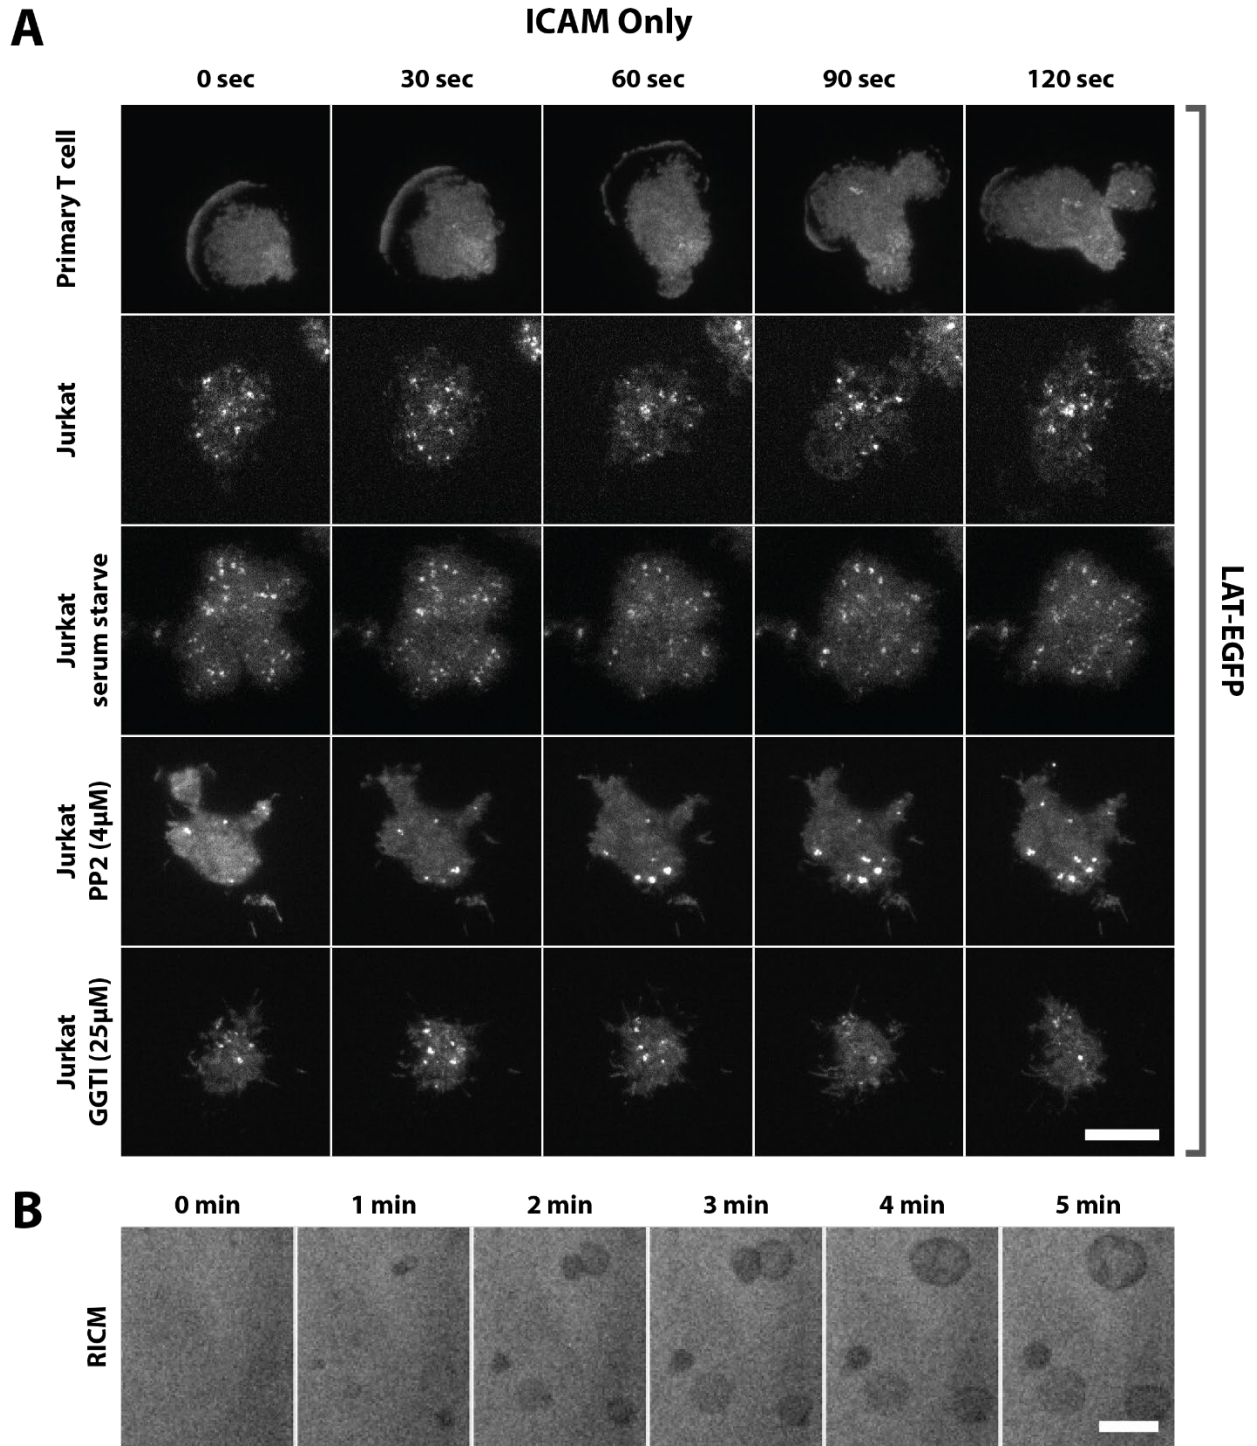 A
ICAM Only
0 sec 30 sec 60 sec 90 sec 120 sec
Primary T cell
Jurkat
Jurkat
serum starve
Jurkat
PP2 (4µM)
Jurkat
GGTI (25µM)
LAT-EGFP
B
0 min 1 min 2 min 3 min 4 min 5 min
RICM